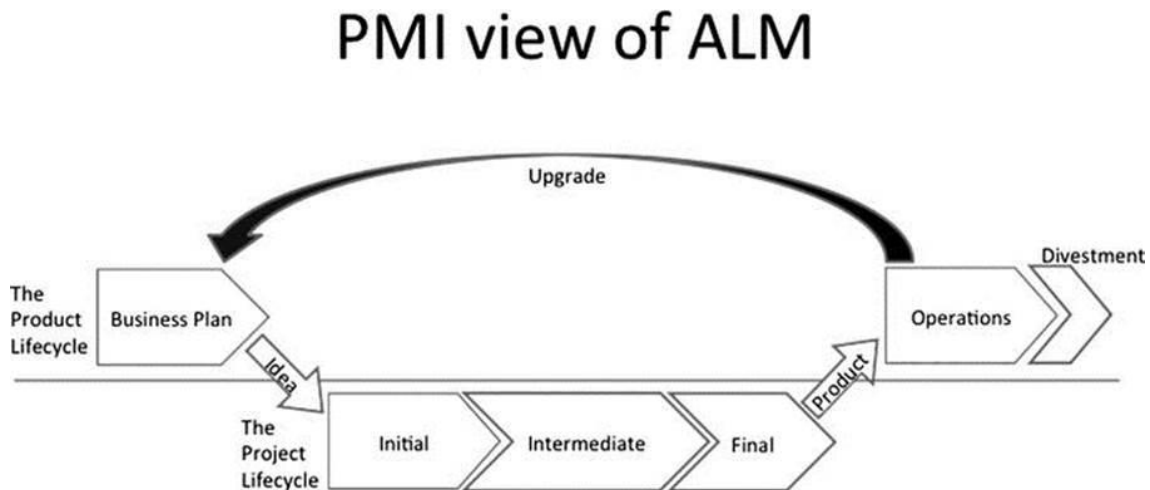 PMI view of ALM
Upgrade
Divestment
The
Product
Lifecycle
Business Plan
Operations
Idea
Product
The
Project
Lifecycle
Initial
Intermediate
Final